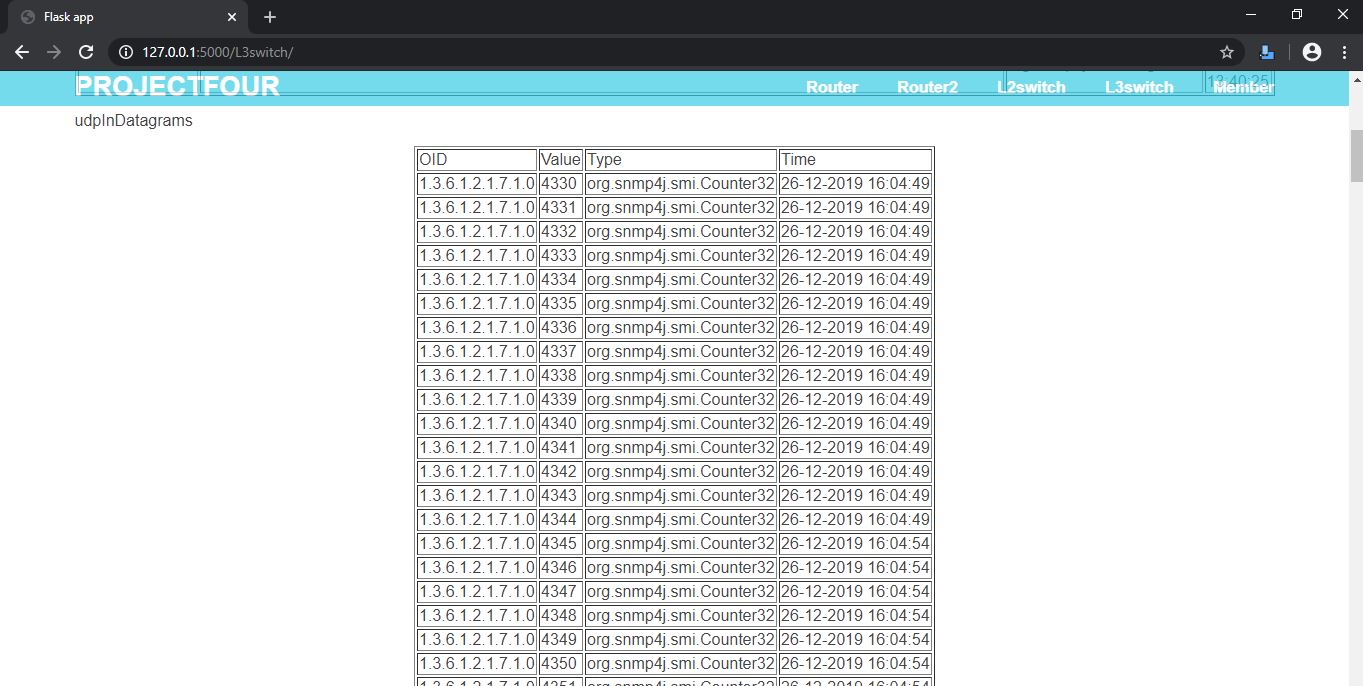 Flask app
127.0.0.1:5000/L3switch/
PROJECTFOUR Router Router2 L2switch L3switch Member
13:40:25
udpInDatagrams
OID Value Type Time
1.3.6.1.2.1.7.1.0 4330 org.snmp4j.smi.Counter32 26-12-2019 16:04:49
1.3.6.1.2.1.7.1.0 4331 org.snmp4j.smi.Counter32 26-12-2019 16:04:49
1.3.6.1.2.1.7.1.0 4332 org.snmp4j.smi.Counter32 26-12-2019 16:04:49
1.3.6.1.2.1.7.1.0 4333 org.snmp4j.smi.Counter32 26-12-2019 16:04:49
1.3.6.1.2.1.7.1.0 4334 org.snmp4j.smi.Counter32 26-12-2019 16:04:49
1.3.6.1.2.1.7.1.0 4335 org.snmp4j.smi.Counter32 26-12-2019 16:04:49
1.3.6.1.2.1.7.1.0 4336 org.snmp4j.smi.Counter32 26-12-2019 16:04:49
1.3.6.1.2.1.7.1.0 4337 org.snmp4j.smi.Counter32 26-12-2019 16:04:49
1.3.6.1.2.1.7.1.0 4338 org.snmp4j.smi.Counter32 26-12-2019 16:04:49
1.3.6.1.2.1.7.1.0 4339 org.snmp4j.smi.Counter32 26-12-2019 16:04:49
1.3.6.1.2.1.7.1.0 4340 org.snmp4j.smi.Counter32 26-12-2019 16:04:49
1.3.6.1.2.1.7.1.0 4341 org.snmp4j.smi.Counter32 26-12-2019 16:04:49
1.3.6.1.2.1.7.1.0 4342 org.snmp4j.smi.Counter32 26-12-2019 16:04:49
1.3.6.1.2.1.7.1.0 4343 org.snmp4j.smi.Counter32 26-12-2019 16:04:49
1.3.6.1.2.1.7.1.0 4344 org.snmp4j.smi.Counter32 26-12-2019 16:04:49
1.3.6.1.2.1.7.1.0 4345 org.snmp4j.smi.Counter32 26-12-2019 16:04:54
1.3.6.1.2.1.7.1.0 4346 org.snmp4j.smi.Counter32 26-12-2019 16:04:54
1.3.6.1.2.1.7.1.0 4347 org.snmp4j.smi.Counter32 26-12-2019 16:04:54
1.3.6.1.2.1.7.1.0 4348 org.snmp4j.smi.Counter32 26-12-2019 16:04:54
1.3.6.1.2.1.7.1.0 4349 org.snmp4j.smi.Counter32 26-12-2019 16:04:54
1.3.6.1.2.1.7.1.0 4350 org.snmp4j.smi.Counter32 26-12-2019 16:04:54